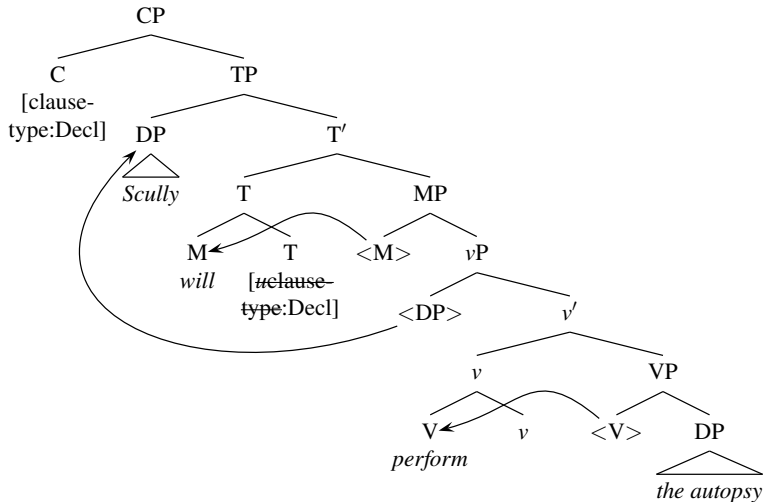 CP
C TP
[clause-
type:Decl] DP T′
Scully T MP
M T <M> vP
will [uclause-
type:Decl] <DP> v′
v VP
V v <V> DP
perform
the autopsy